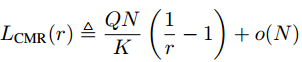 L_CMR(r) ≜ QN/K (1/r − 1) + o(N)